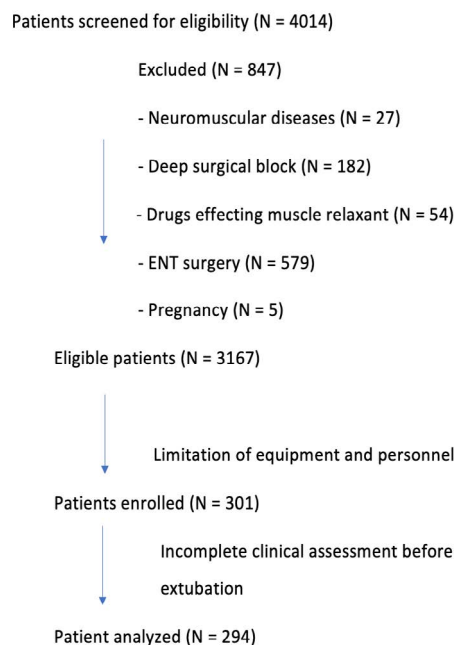 Patients screened for eligibility (N = 4014)
Excluded (N = 847)
- Neuromuscular diseases (N = 27)
- Deep surgical block (N = 182)
- Drugs effecting muscle relaxant (N = 54)
- ENT surgery (N = 579)
- Pregnancy (N = 5)
Eligible patients (N = 3167)
Limitation of equipment and personnel
Patients enrolled (N = 301)
Incomplete clinical assessment before
extubation
Patient analyzed (N = 294)